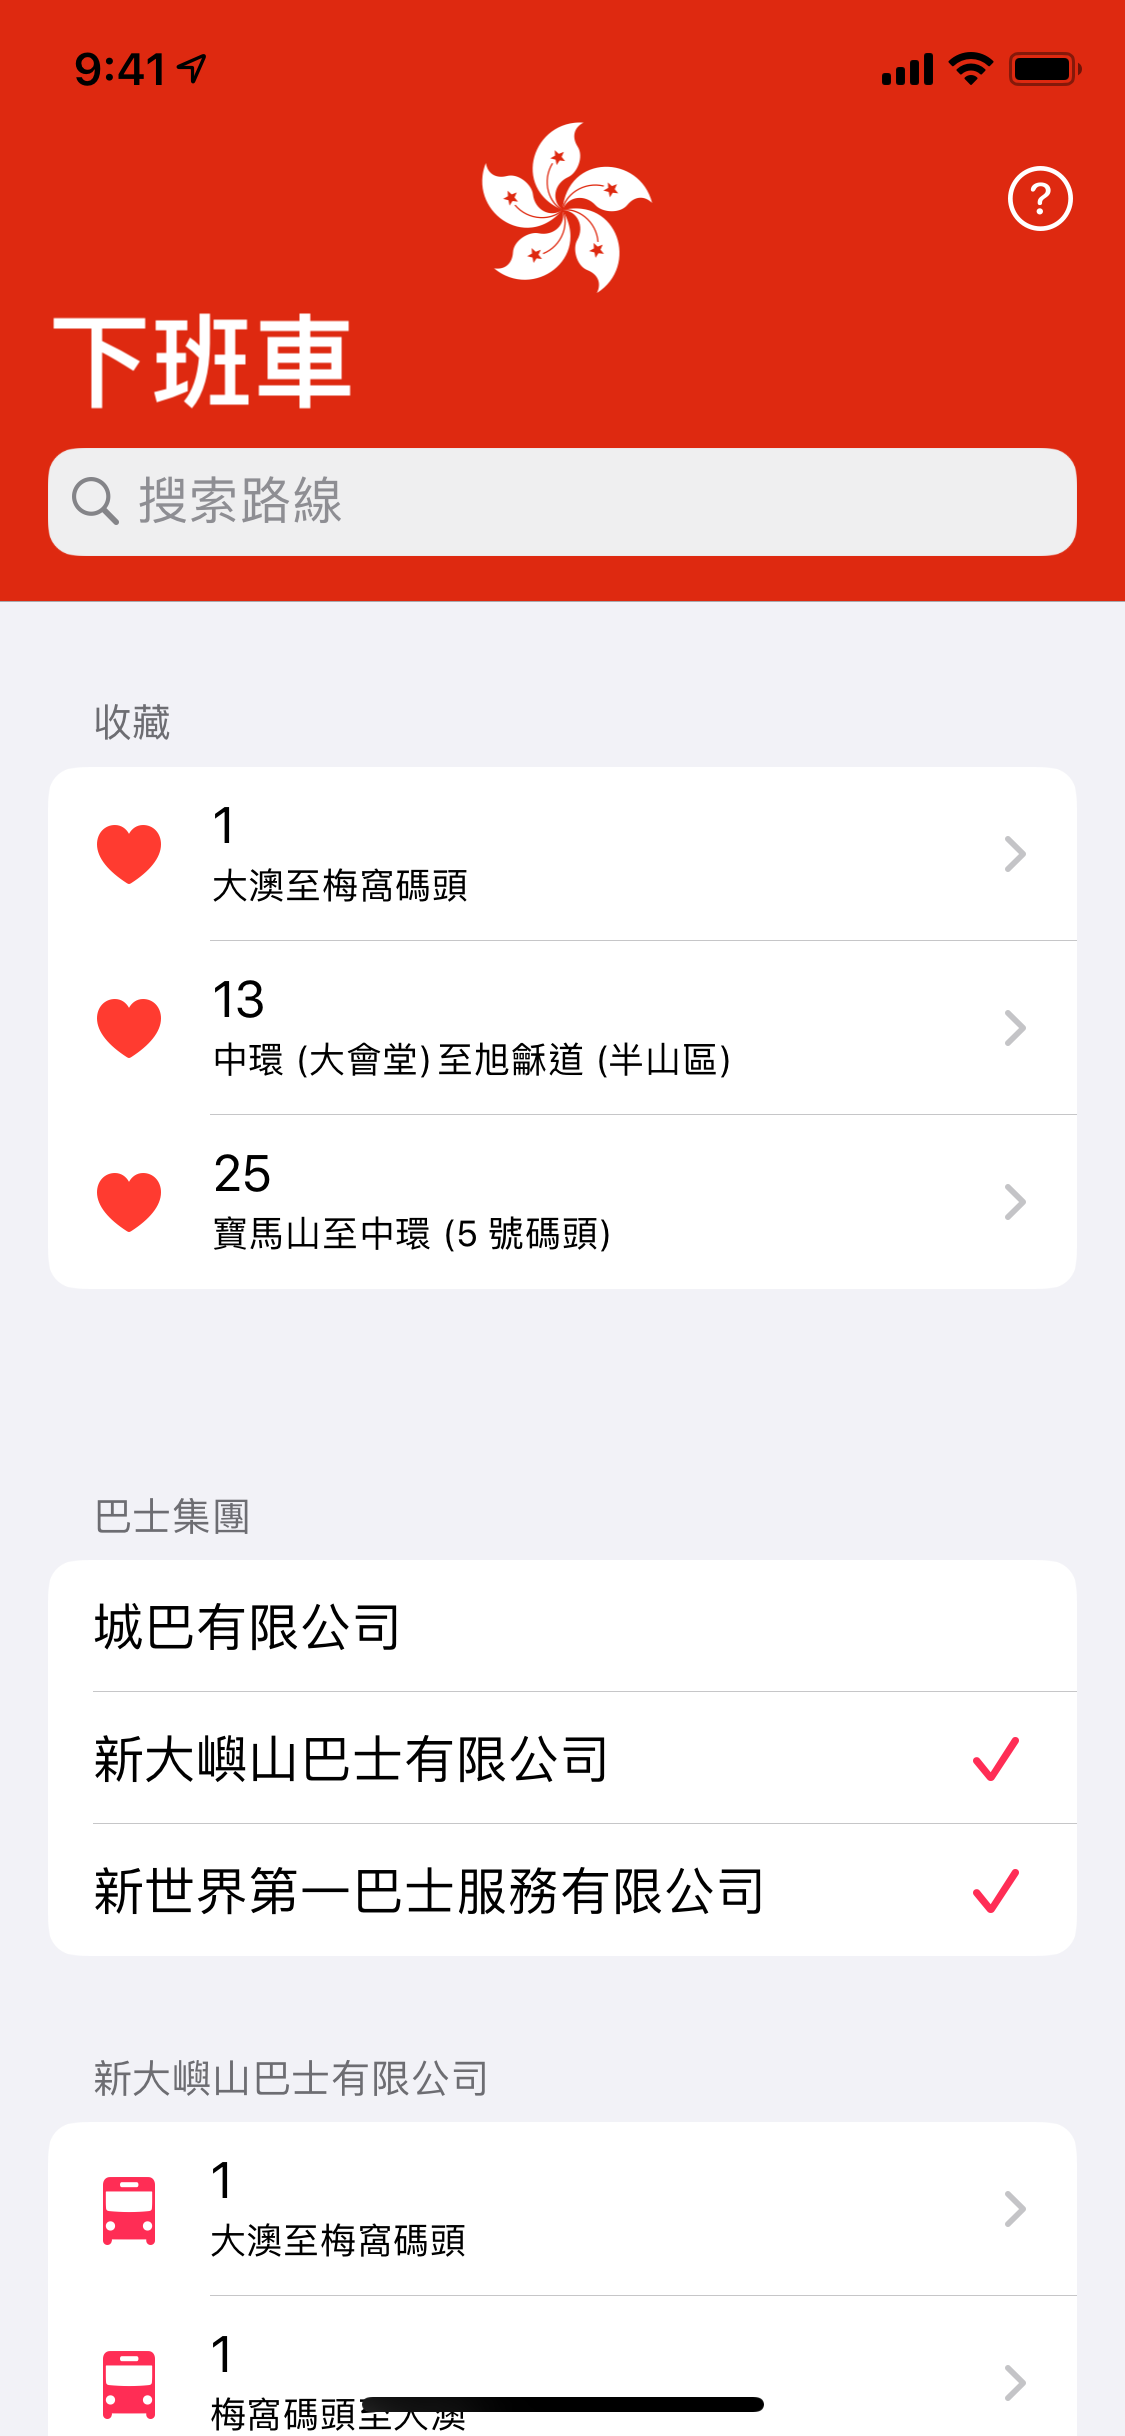 9:41
下班車
搜索路線
收藏
1
大澳至梅窩碼頭
13
中環 (大會堂) 至旭龢道 (半山區)
25
寶馬山至中環 (5 號碼頭)
巴士集團
城巴有限公司
新大嶼山巴士有限公司
新世界第一巴士服務有限公司
新大嶼山巴士有限公司
1
大澳至梅窩碼頭
1
梅窩碼頭至大澳